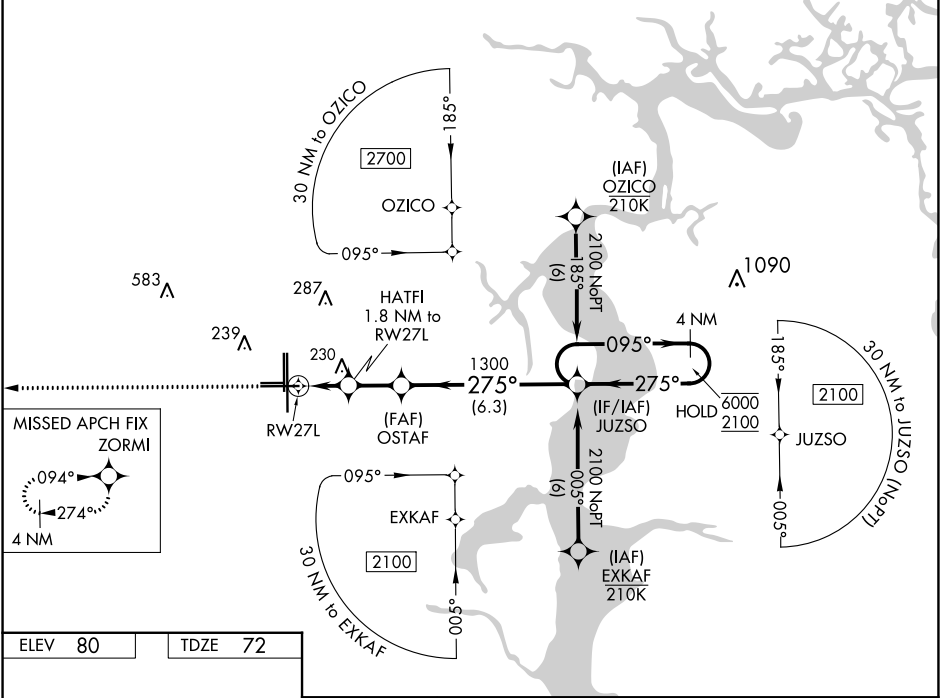 30 NM to OZICO
185°
2700
OZICO
095°
(IAF)
OZICO
210K
2100 NoPT
185°
(6)
1090
583
287
HATFI
1.8 NM to
RW27L
239
230
4 NM
095°
1300
275°
(6.3)
275°
RW27L
(FAF)
OSTAF
(IF/IAF)
JUZSO
HOLD
6000
2100
185°
30 NM to JUZSO (NoPT)
2100
JUZSO
005°
MISSED APCH FIX
ZORMI
094°
274°
4 NM
095°
EXKAF
2100
30 NM to EXKAF
005°
2100 NoPT
005°
(6)
(IAF)
EXKAF
210K
ELEV 80
TDZE 72